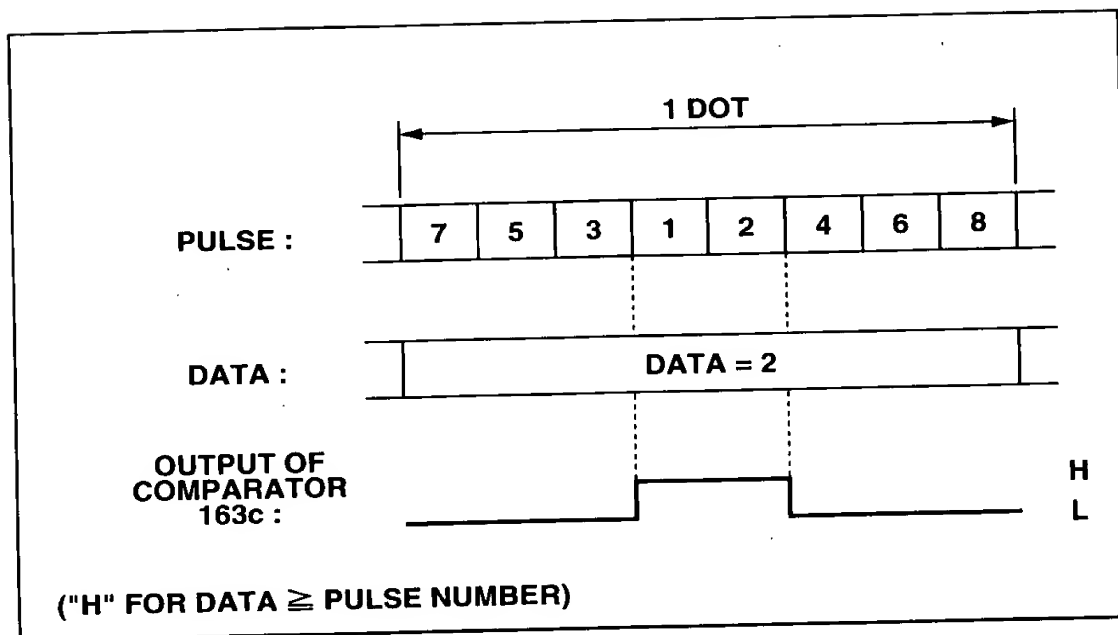 1 DOT
PULSE : 7 5 3 1 2 4 6 8
DATA : DATA = 2
OUTPUT OF
COMPARATOR
163c :
H
L
("H" FOR DATA ≧ PULSE NUMBER)